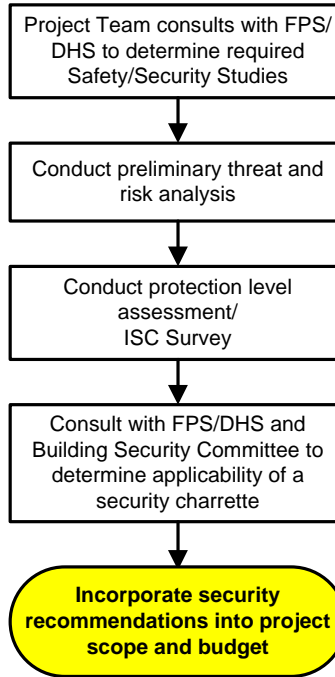 Project Team consults with FPS/
DHS to determine required
Safety/Security Studies
Conduct preliminary threat and
risk analysis
Conduct protection level
assessment/
ISC Survey
Consult with FPS/DHS and
Building Security Committee to
determine applicability of a
security charrette
Incorporate security
recommendations into project
scope and budget